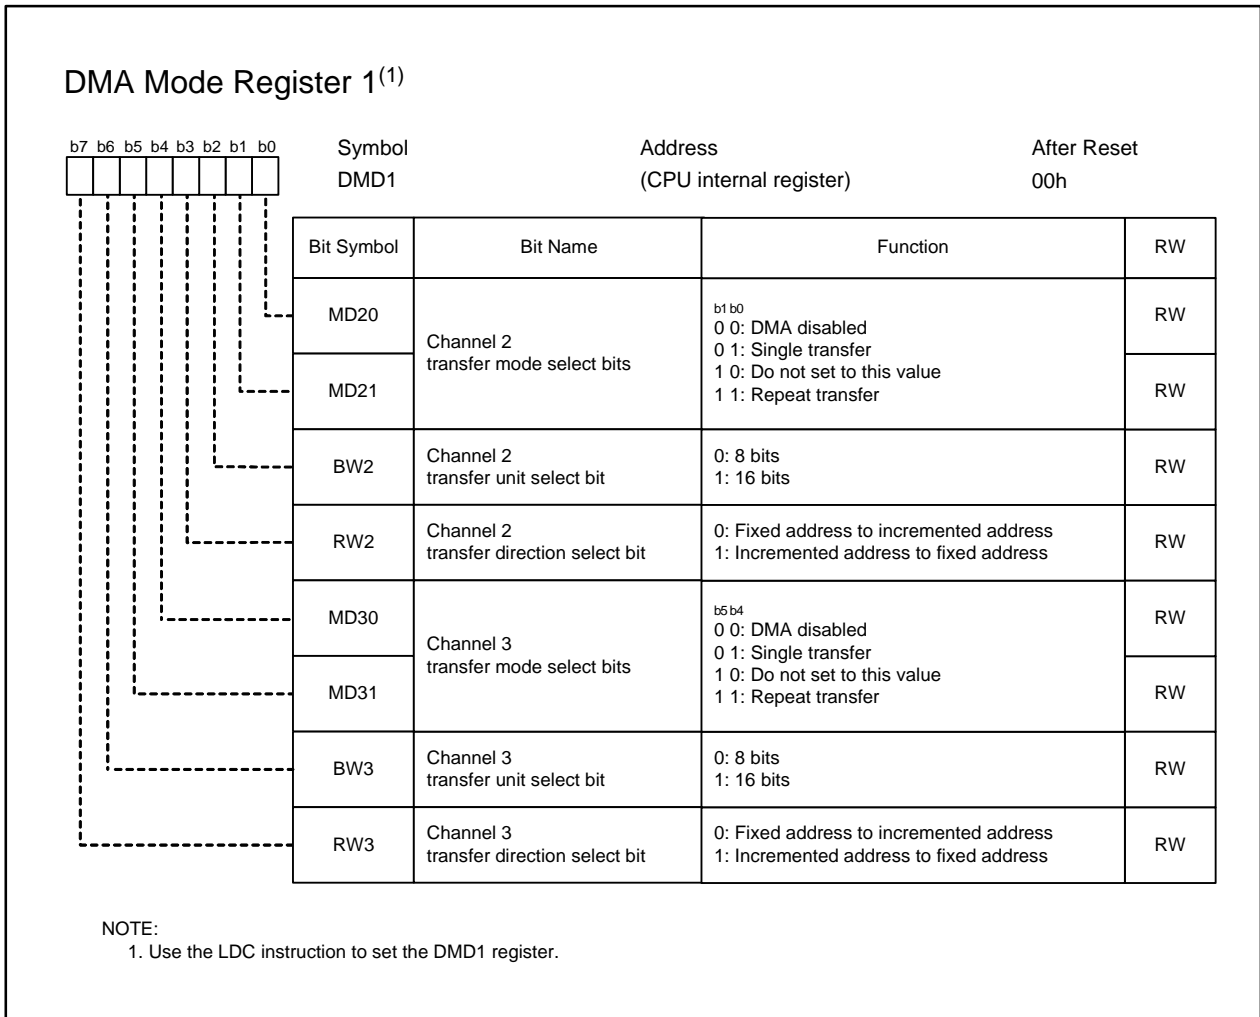 DMA Mode Register 1(1)
b7 b6 b5 b4 b3 b2 b1 b0
Symbol Address After Reset
DMD1 (CPU internal register) 00h
Bit Symbol Bit Name Function RW
MD20 RW
Channel 2
transfer mode select bits
b1 b0
0 0: DMA disabled
0 1: Single transfer
1 0: Do not set to this value
1 1: Repeat transfer
MD21 RW
BW2
Channel 2
transfer unit select bit
0: 8 bits
1: 16 bits
RW
RW2
Channel 2
transfer direction select bit
0: Fixed address to incremented address
1: Incremented address to fixed address
RW
MD30 RW
Channel 3
transfer mode select bits
b5 b4
0 0: DMA disabled
0 1: Single transfer
1 0: Do not set to this value
1 1: Repeat transfer
MD31 RW
BW3
Channel 3
transfer unit select bit
0: 8 bits
1: 16 bits
RW
RW3
Channel 3
transfer direction select bit
0: Fixed address to incremented address
1: Incremented address to fixed address
RW
NOTE:
1. Use the LDC instruction to set the DMD1 register.